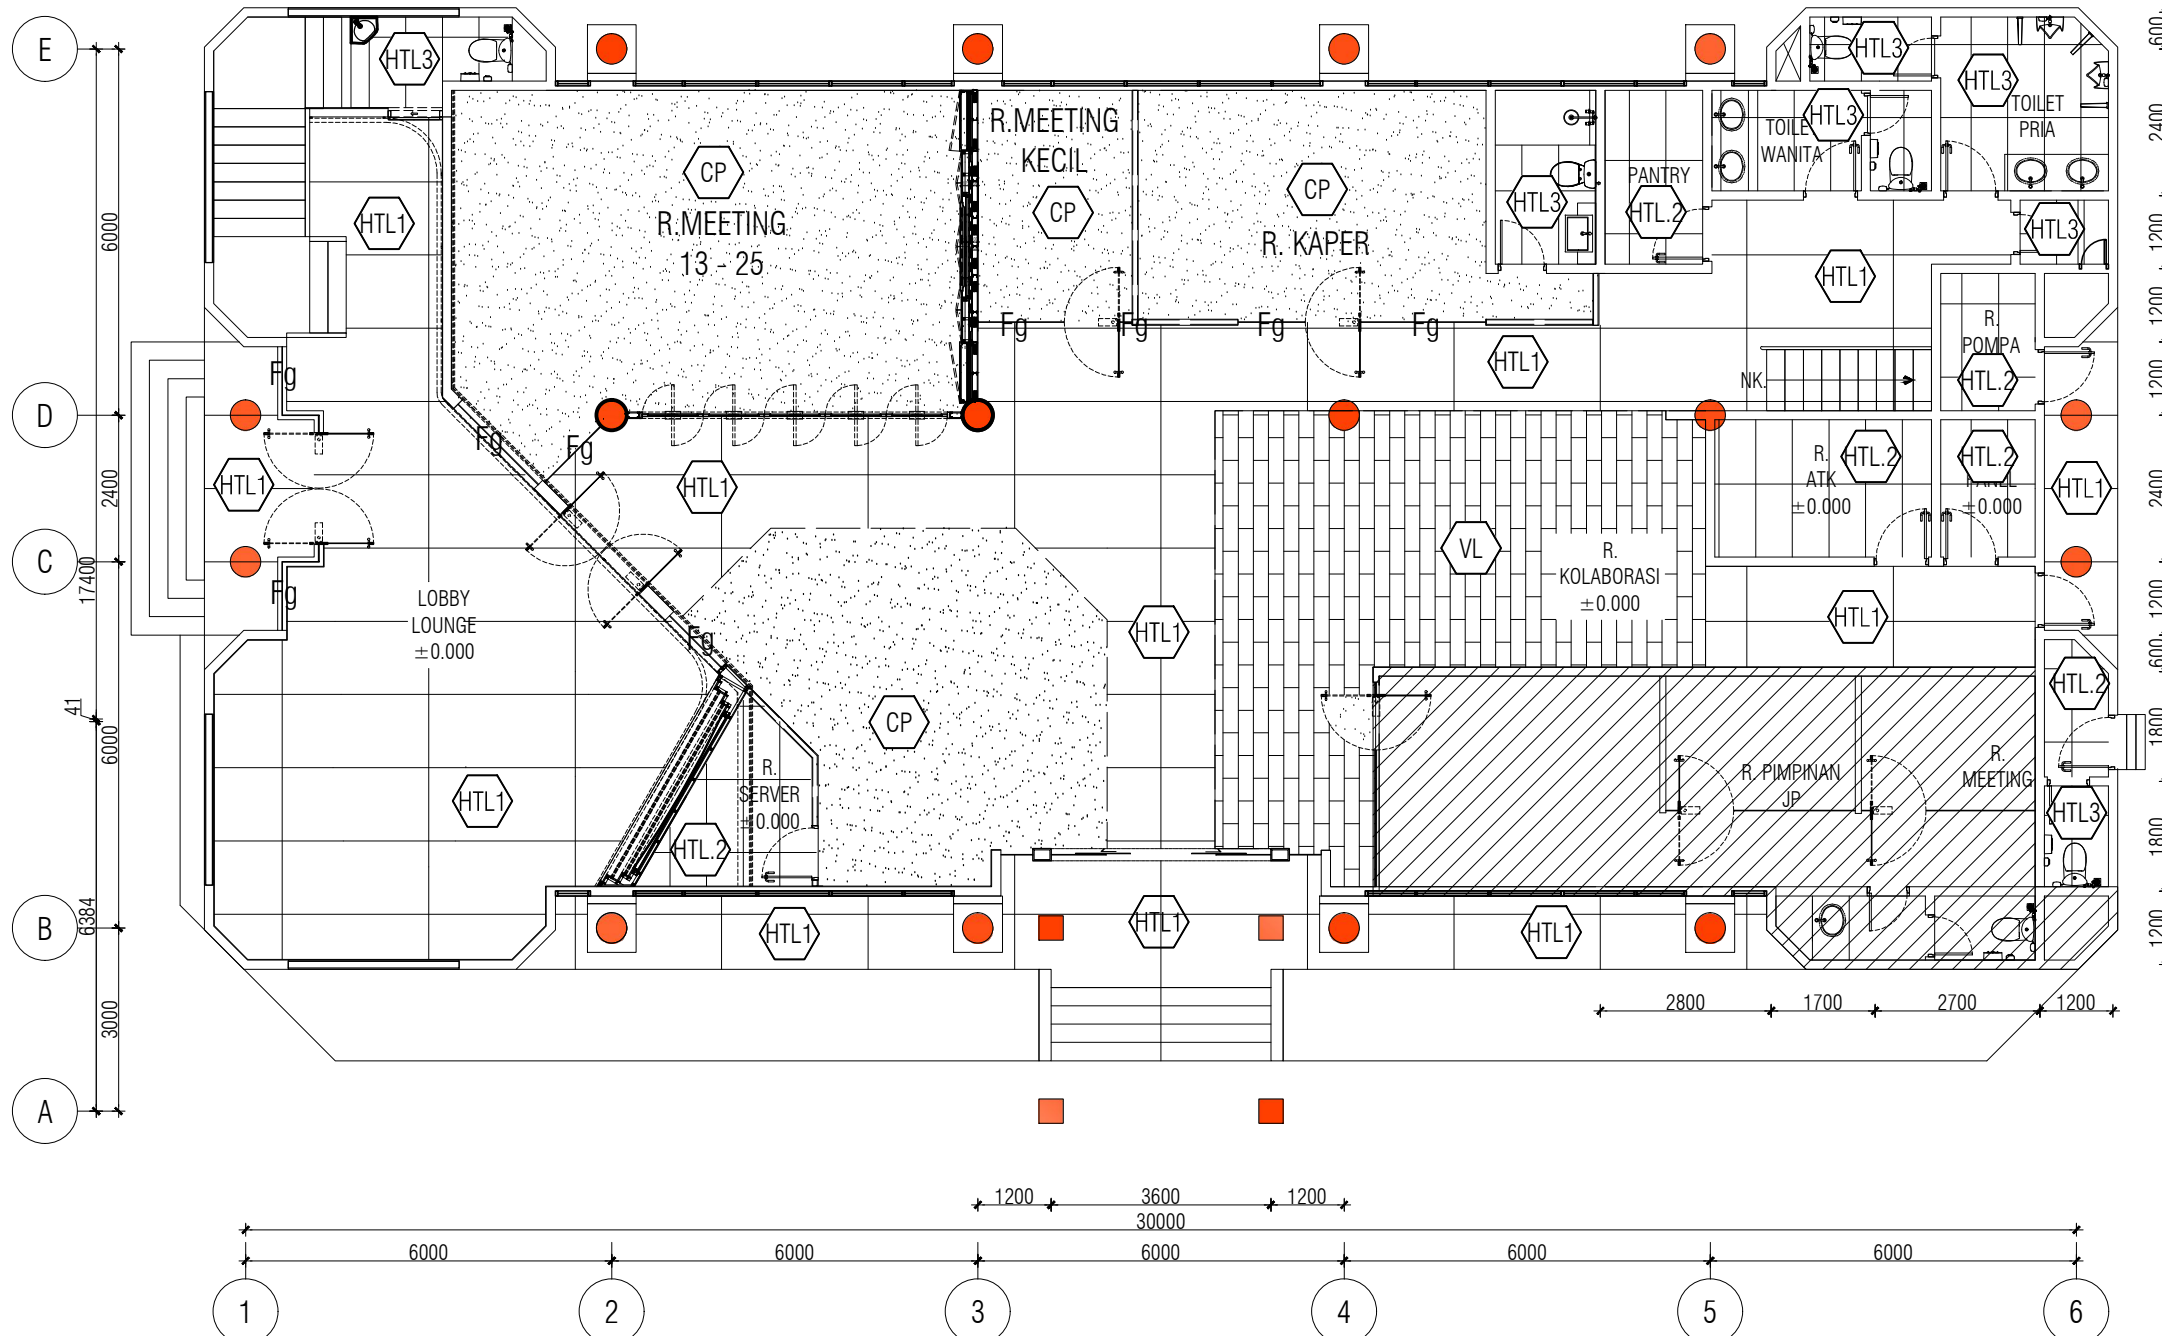 E
600
HTL3
HTL3
HTL3
TOILET
PRIA
2400
R.MEETING
KECIL
HTL3
TOILE
WANITA
CP
CP
CP
PANTRY
HTL3
HTL.2
HTL1
R.MEETING
13 - 25
R. KAPER
HTL3
1200
6000
HTL1
1200
Fg
Fg
Fg
Fg
R.
POMPA
HTL1
Fg
NK.
HTL.2
1200
D
Fg
Fg
R.
ATK
±0.000
HTL.2
HTL.2
±0.000
HTL1
HTL1
HTL1
2400
2400
C
VL
R.
KOLABORASI
±0.000
17400
Fg
LOBBY
LOUNGE
±0.000
HTL1
HTL1
1200
Fg
600
HTL.2
41
6000
CP
1800
R.
SERVER
±0.000
R. PIMPINAN
JP
R.
MEETING
HTL1
HTL3
HTL.2
1800
B
6384
HTL1
HTL1
HTL1
1200
3000
2800
1700
2700
1200
A
1200
3600
1200
30000
6000
6000
6000
6000
6000
1
2
3
4
5
6